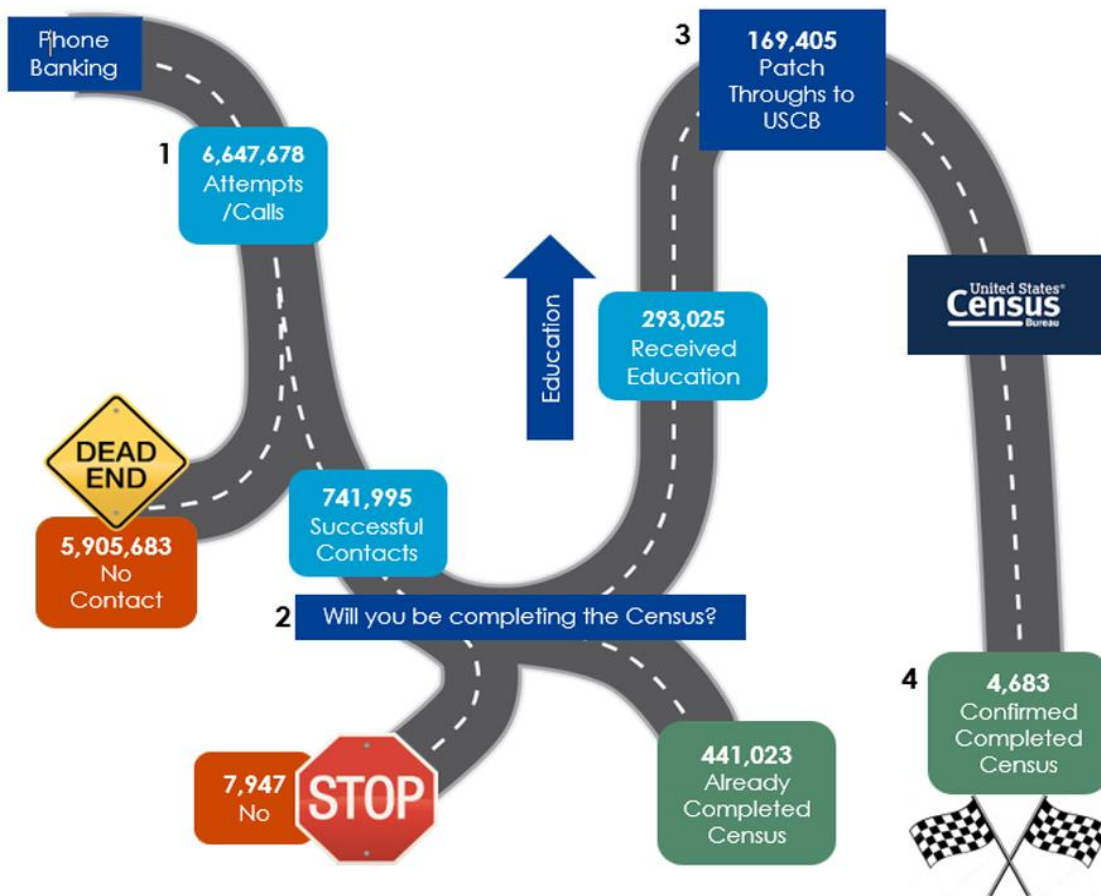 Phone
Banking
1
6,647,678
Attempts
/Calls
DEAD
END
5,905,683
No
Contact
741,995
Successful
Contacts
2
Will you be completing the Census?
7,947
No
STOP
441,023
Already
Completed
Census
Education
293,025
Received
Education
3
169,405
Patch
Throughs to
USCB
United States®
Census
Bureau
4
4,683
Confirmed
Completed
Census